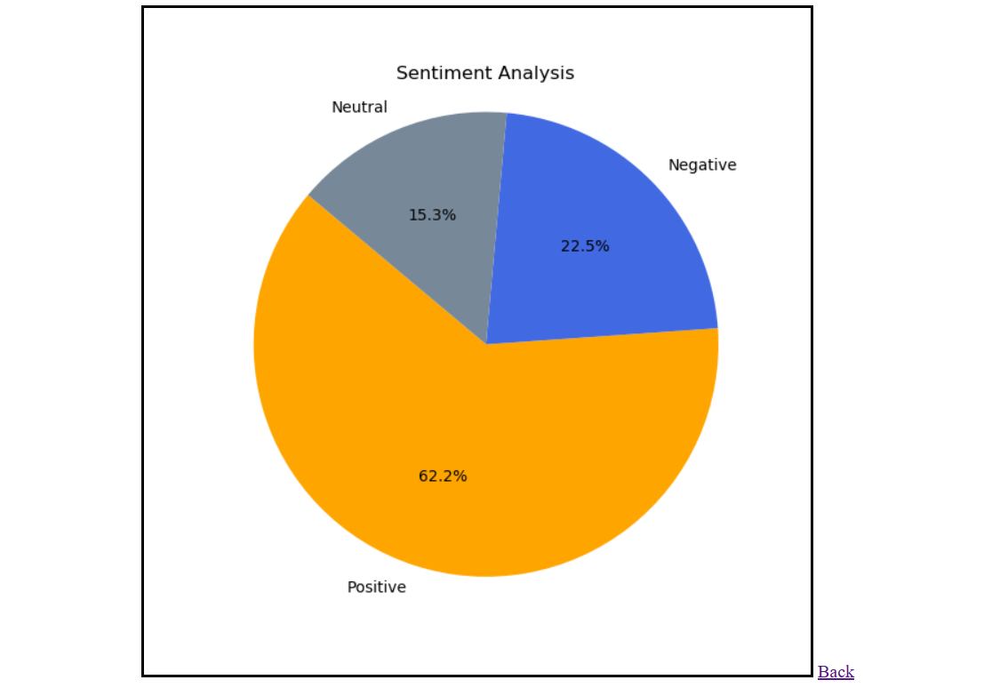 Sentiment Analysis
Neutral
Negative
15.3%
22.5%
62.2%
Positive
Back